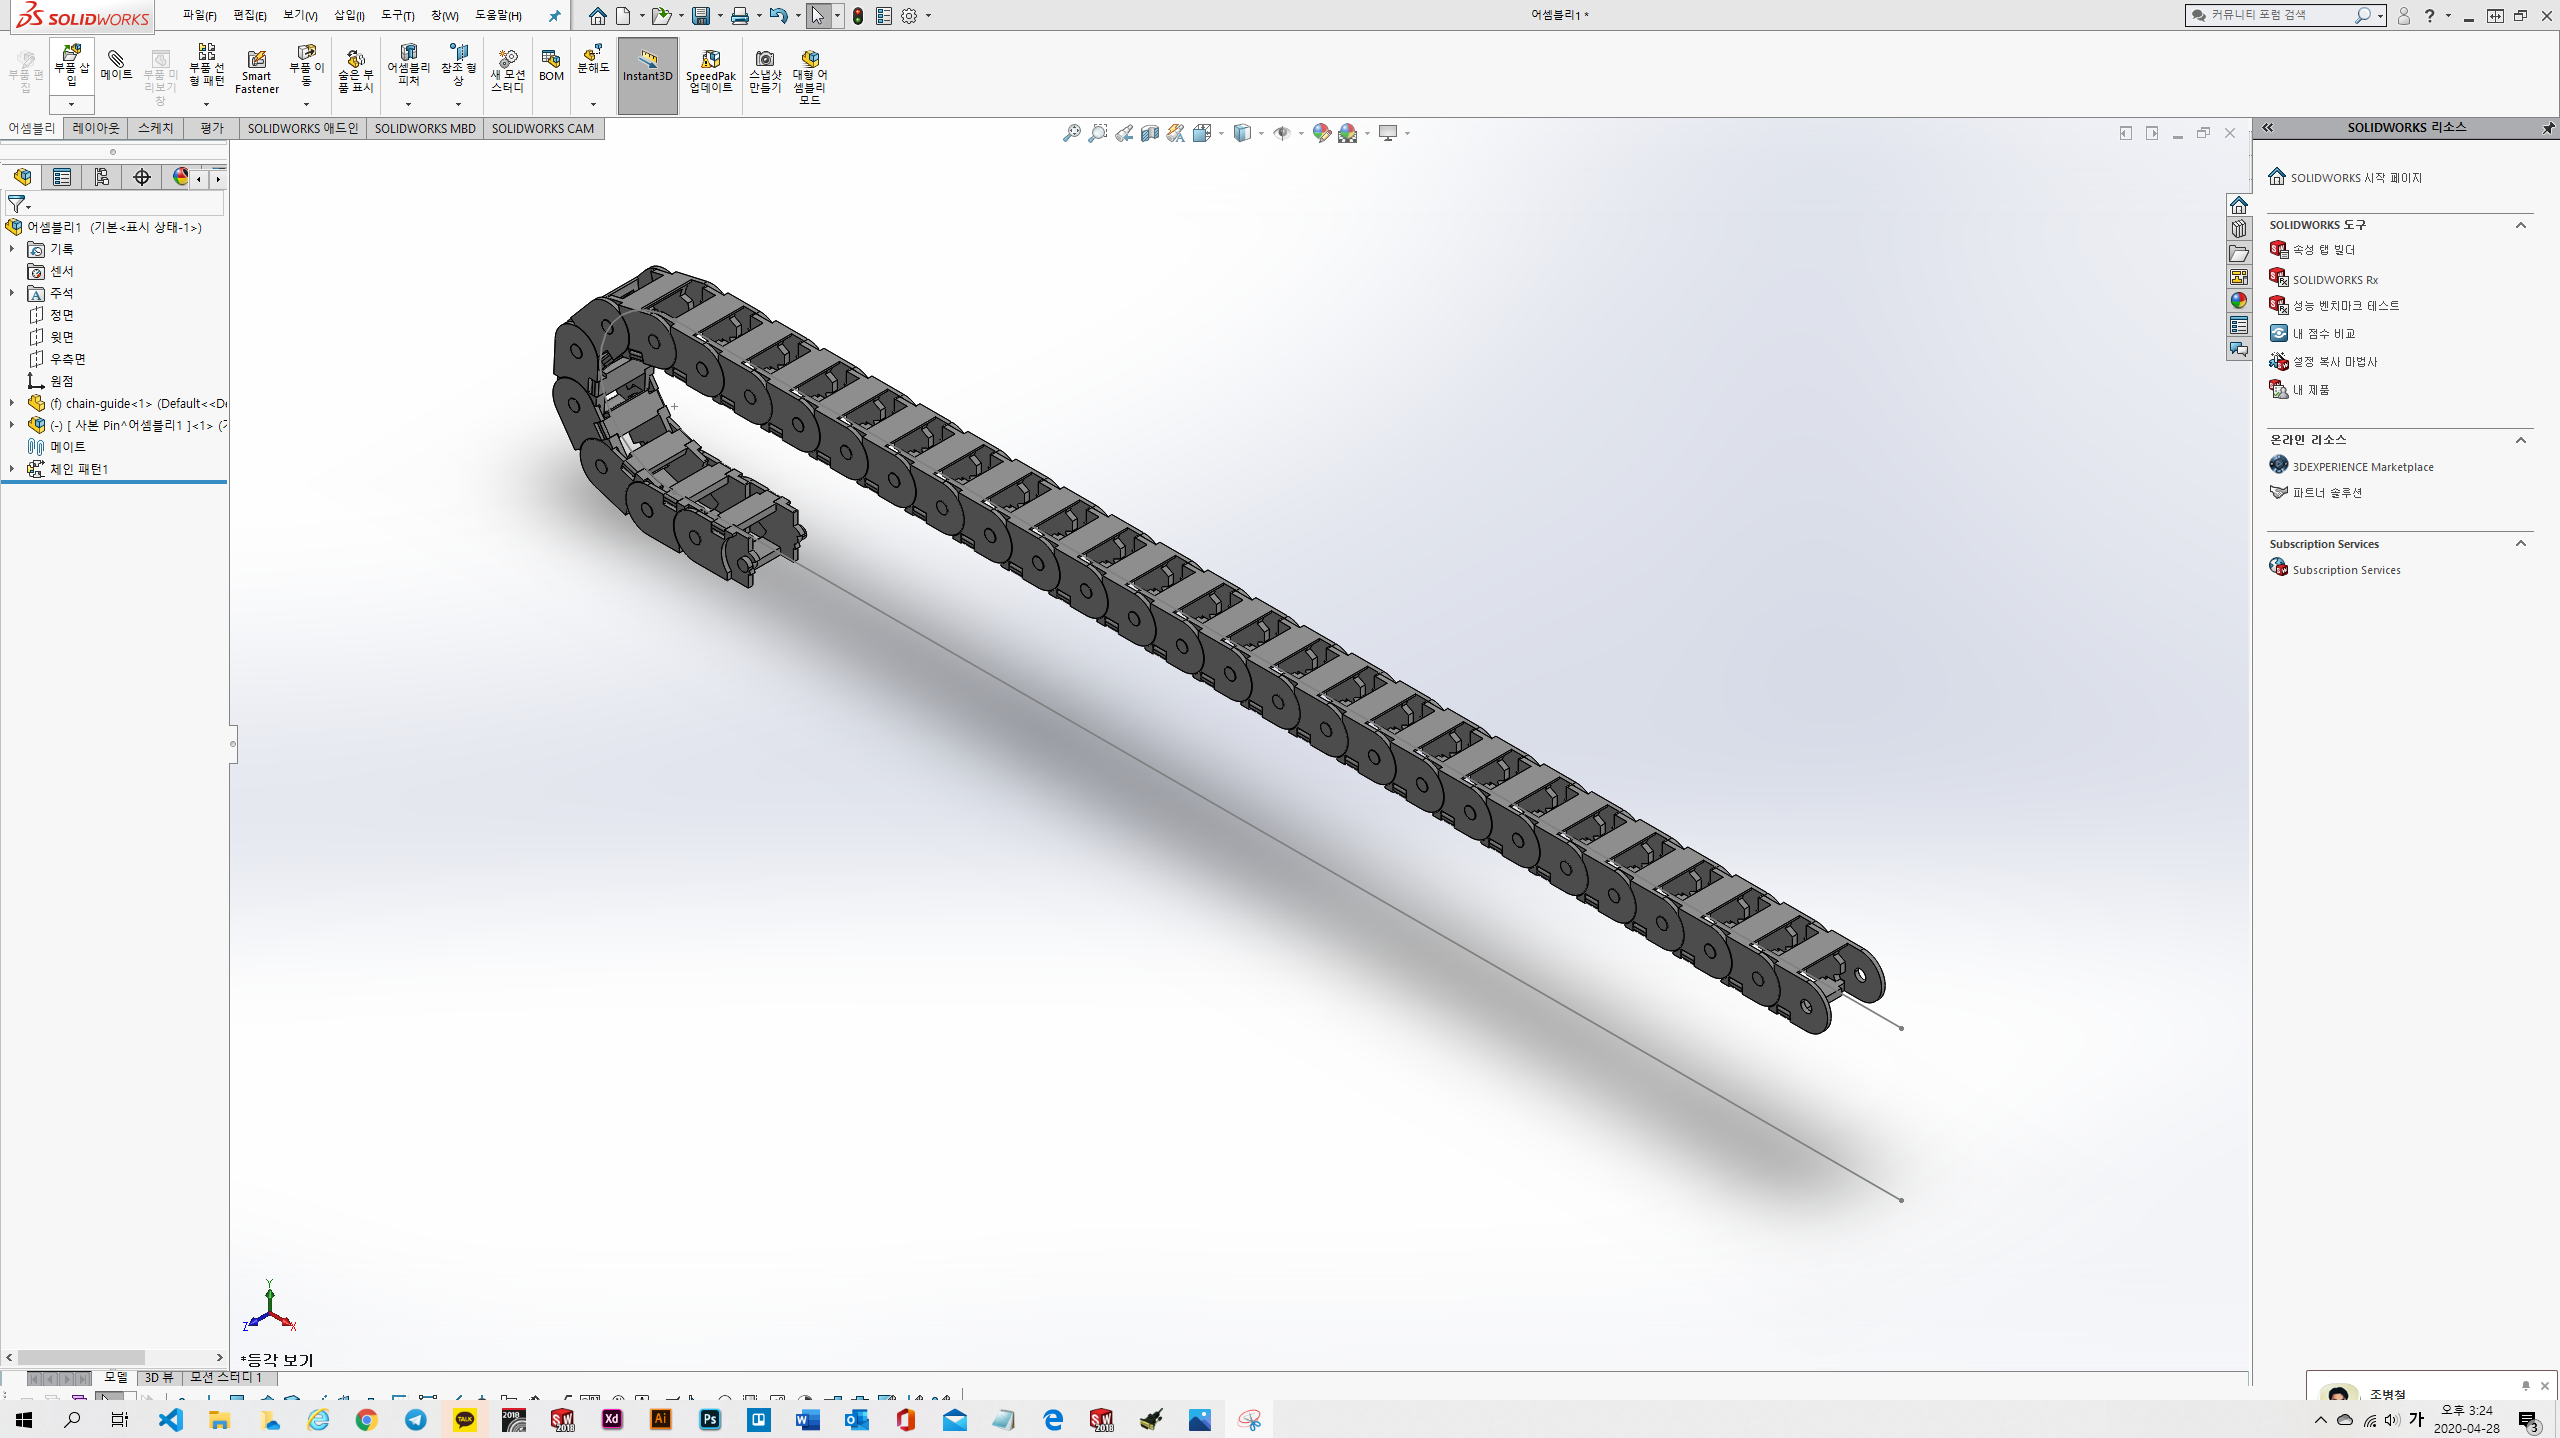 SOLIDWORKS
파일(F) 편집(E) 보기(V) 삽입(I) 도구(T) 창(W) 도움말(H)
어셈블리1 *
커뮤니티 포럼 검색
부품 편집
부품 삽입
메이트
부품 미리보기 창
부품 선형 패턴
Smart Fastener
부품 이동
숨은 부품 표시
어셈블리 피처
참조 형상
새 모션 스터디
BOM
분해도
Instant3D
SpeedPak 업데이트
스냅샷 만들기
대형 어셈블리 모드
어셈블리 레이아웃 스케치 평가 SOLIDWORKS 애드인 SOLIDWORKS MBD SOLIDWORKS CAM
어셈블리1 (기본<표시 상태-1>)
기록
센서
주석
정면
윗면
우측면
원점
(f) chain-guide<1> (Default<<De
(-) [ 사본 Pin^어셈블리1 ]<1> (기
메이트
체인 패턴1
Y
Z
X
*등각 보기
모델 3D 뷰 모션 스터디 1
SOLIDWORKS 리소스
SOLIDWORKS 시작 페이지
SOLIDWORKS 도구
속성 탭 빌더
SOLIDWORKS Rx
성능 벤치마크 테스트
내 점수 비교
설정 복사 마법사
내 제품
온라인 리소스
3DEXPERIENCE Marketplace
파트너 솔루션
Subscription Services
Subscription Services
조병철
TALK
2018
SW 2018
Xd
Ai
Ps
SW 2018
가
오후 3:24
2020-04-28
3